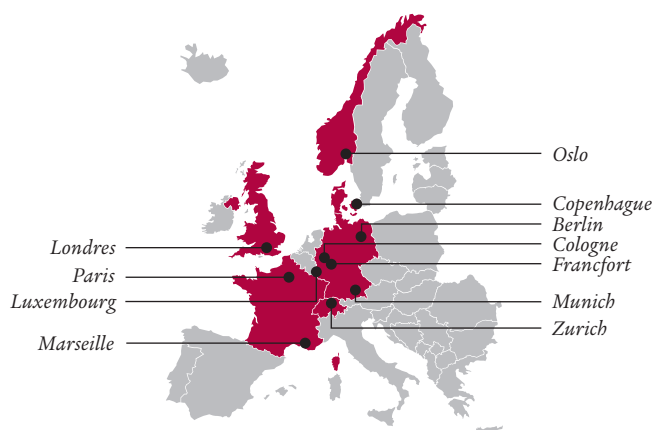 Oslo
Copenhague
Berlin
Londres
Cologne
Francfort
Paris
Luxembourg
Munich
Zurich
Marseille